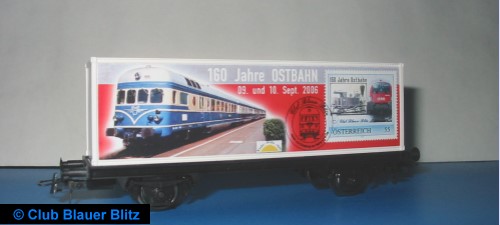 160 Jahre OSTBAHN
09. und 10. Sept. 2006
160 Jahre Ostbahn
ÖSTERREICH 55
© Club Blauer Blitz